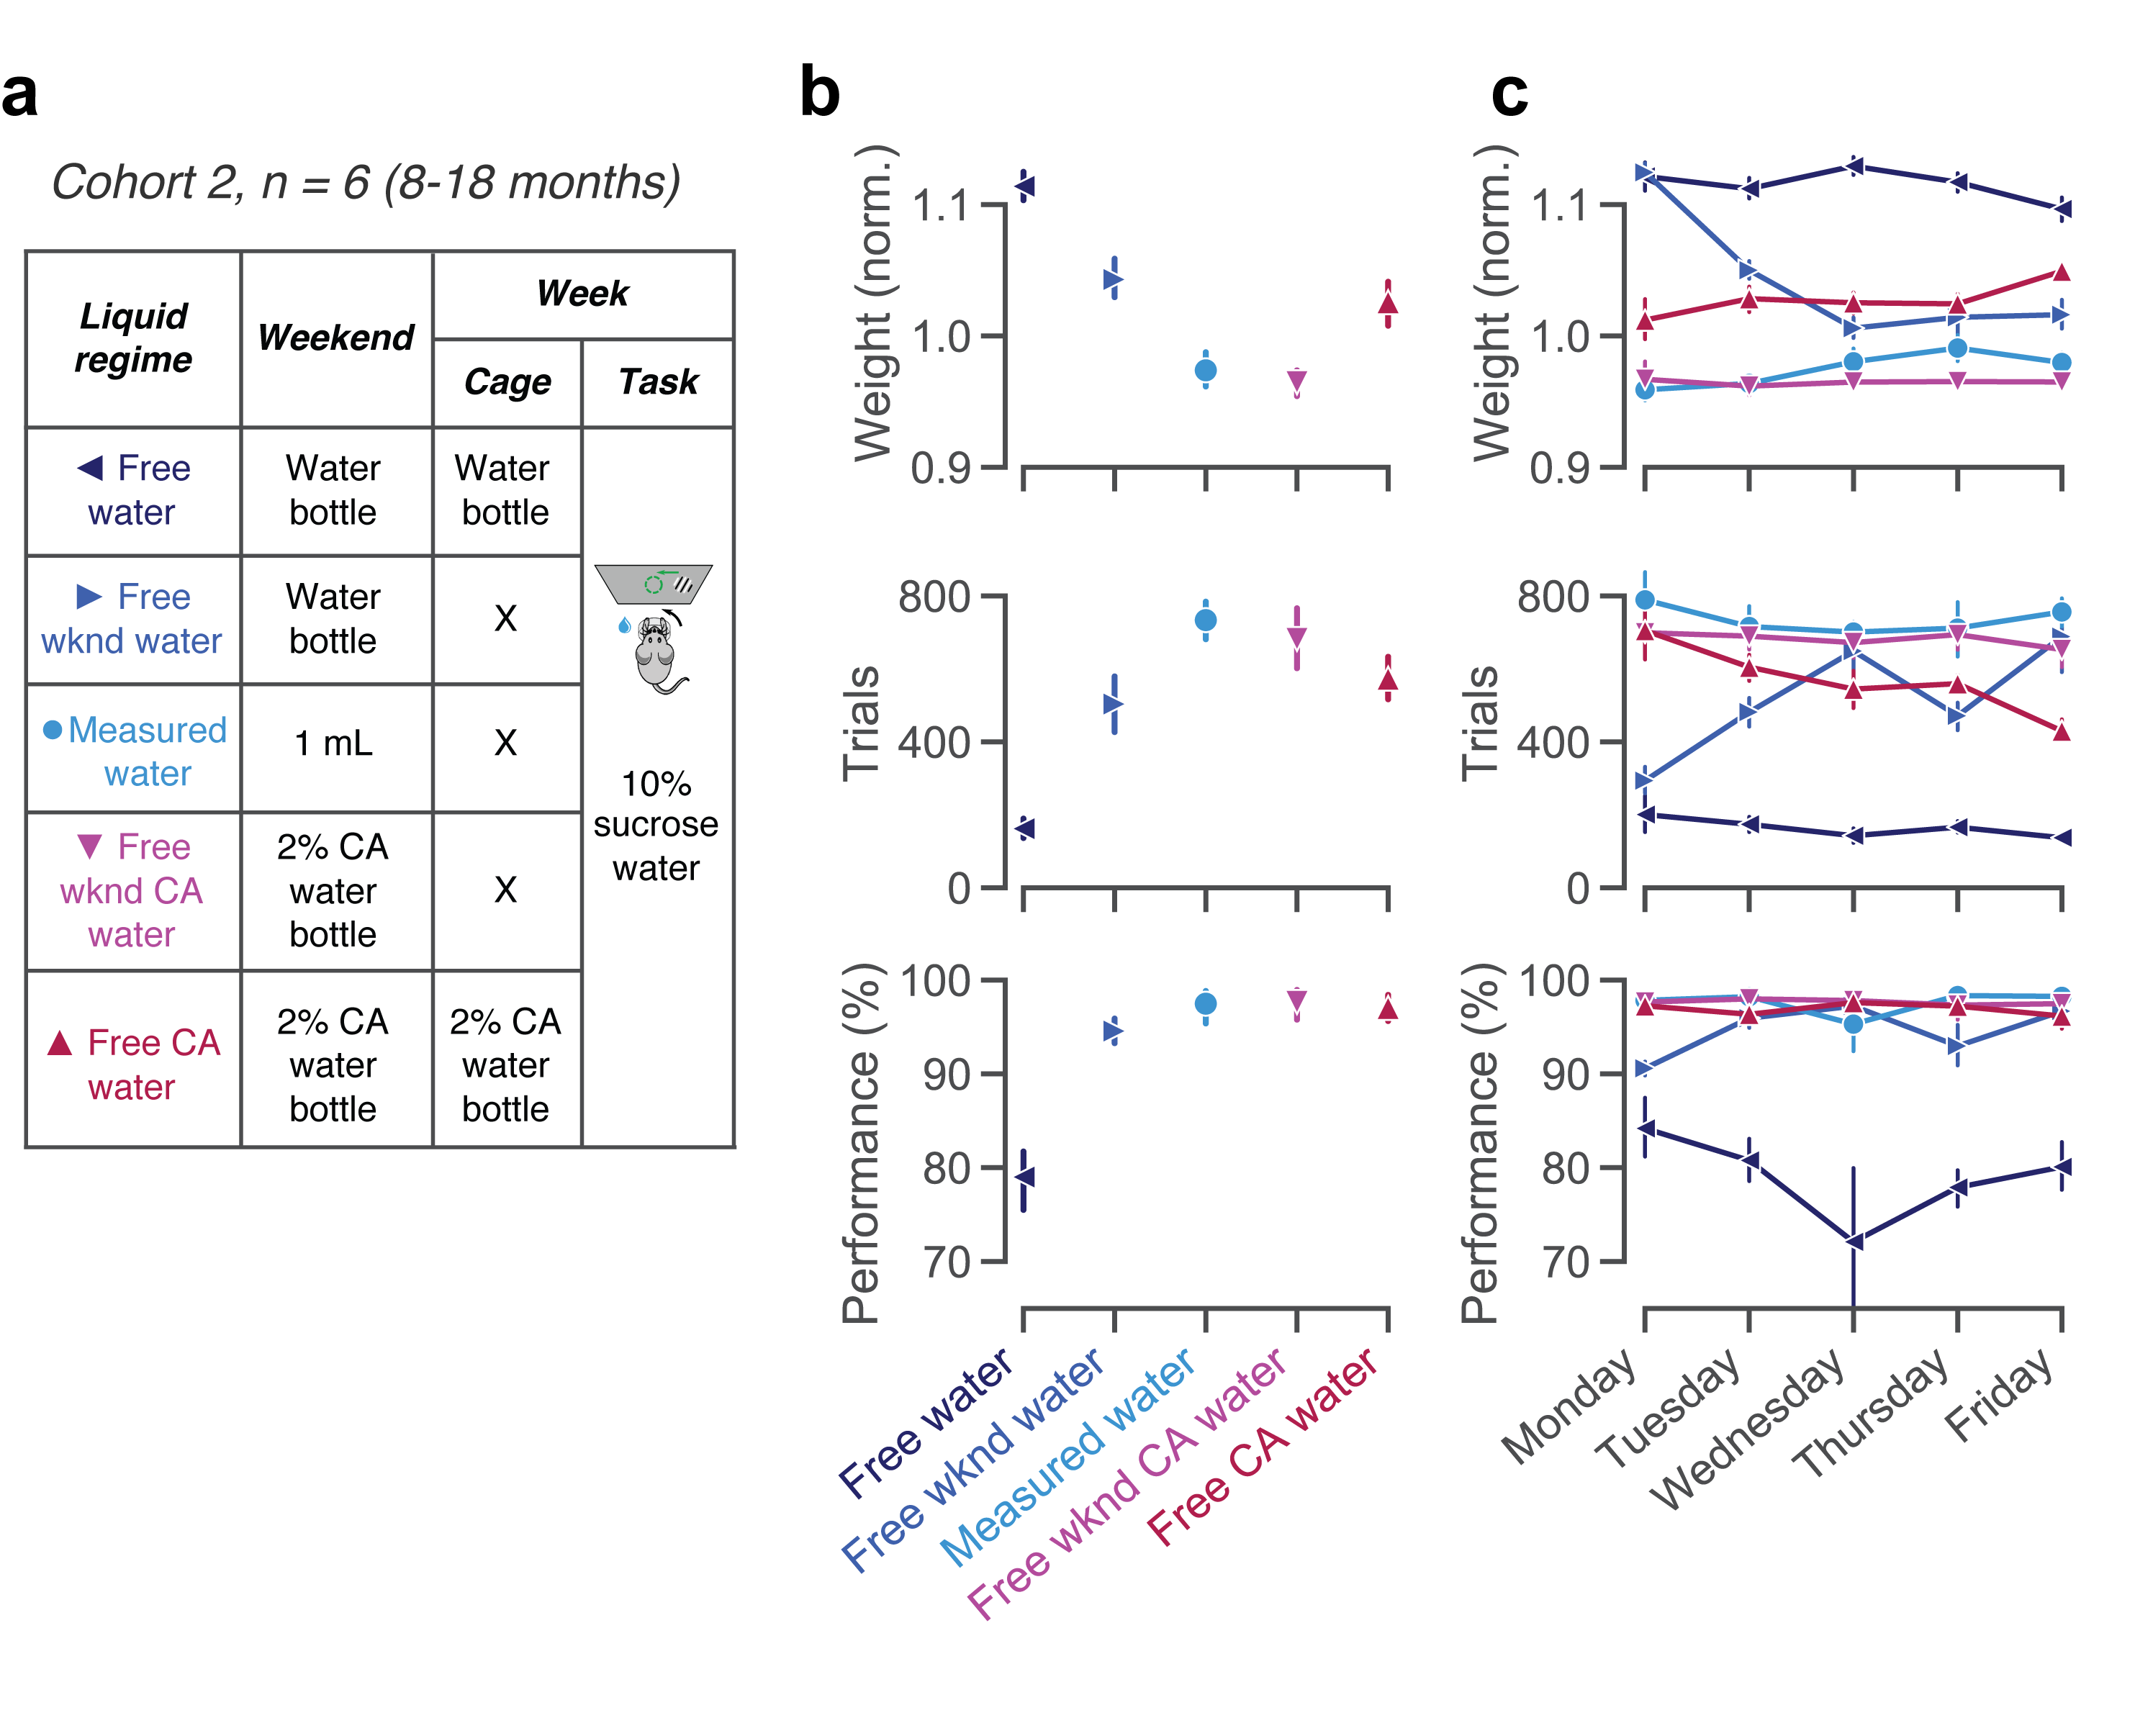 a
Cohort 2, n = 6 (8-18 months)
Liquid
regime
Weekend
Week
Cage
Task
Free
water
Water
bottle
Water
bottle
Free
wknd water
Water
bottle
X
Measured
water
1 mL
X
Free
wknd CA
water
2% CA
water
bottle
X
Free CA
water
2% CA
water
bottle
2% CA
water
bottle
10%
sucrose
water
b
Weight (norm.)
1.1
1.0
0.9
Trials
800
400
0
Performance (%)
100
90
80
70
Free water
Free wknd water
Measured water
Free wknd CA water
Free CA water
c
Weight (norm.)
1.1
1.0
0.9
Trials
800
400
0
Performance (%)
100
90
80
70
Monday
Tuesday
Wednesday
Thursday
Friday